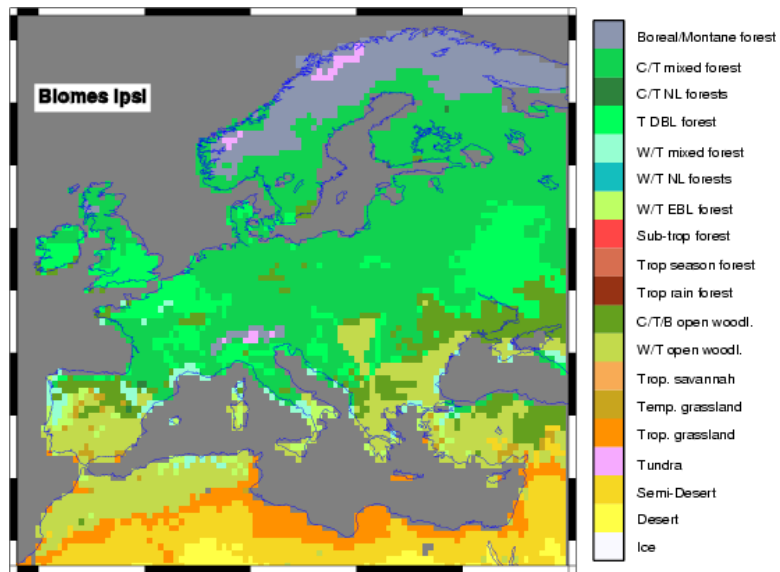 Biomes Ipsl
Boreal/Montane forest
C/T mixed forest
C/T NL forests
T DBL forest
W/T mixed forest
W/T NL forests
W/T EBL forest
Sub-trop forest
Trop season forest
Trop rain forest
C/T/B open woodl.
W/T open woodl.
Trop. savannah
Temp. grassland
Trop. grassland
Tundra
Semi-Desert
Desert
Ice